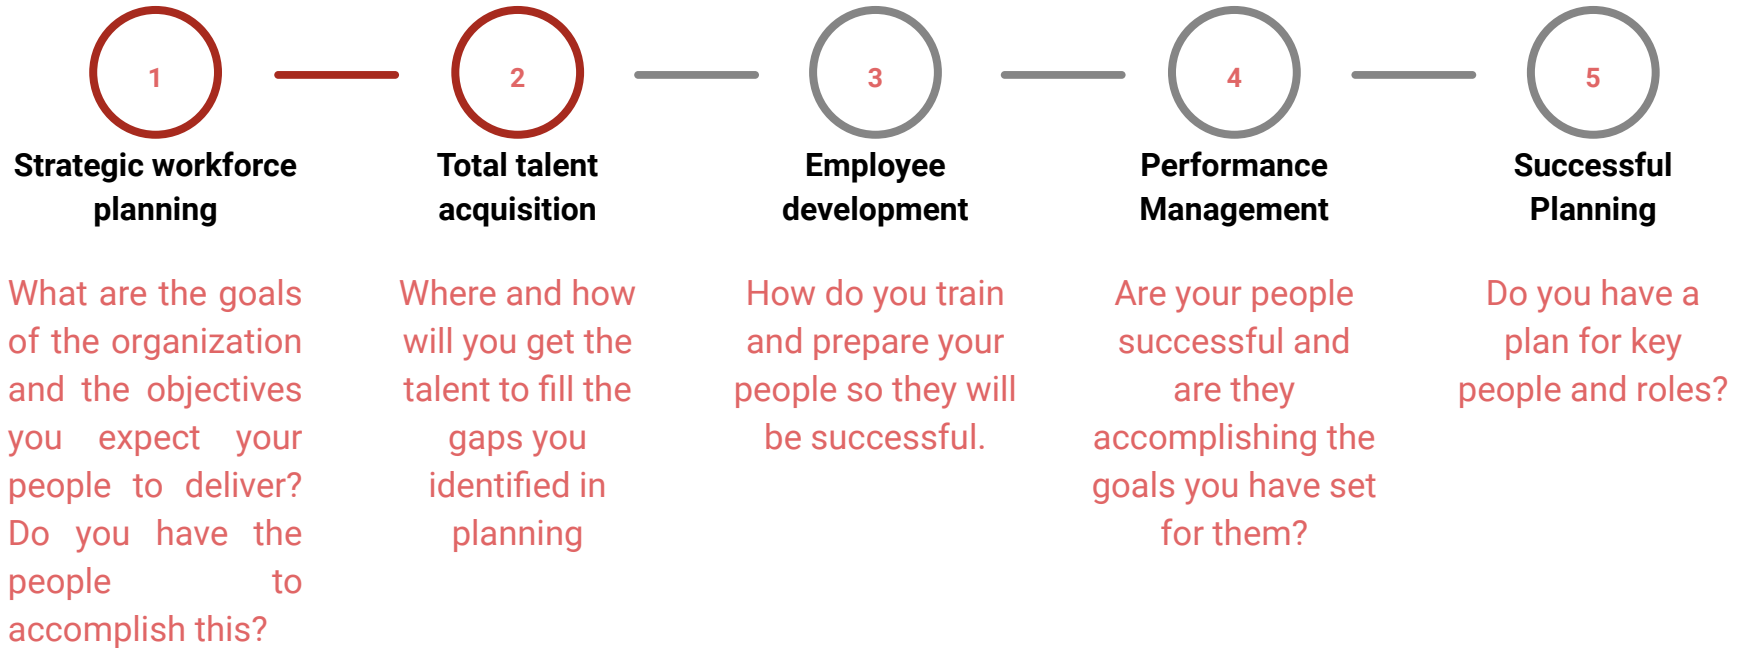 1
2
3
4
5
Strategic workforce
planning
Total talent
acquisition
Employee
development
Performance
Management
Successful
Planning
What are the goals
of the organization
and the objectives
you expect your
people to deliver?
Do you have the
people to
accomplish this?
Where and how
will you get the
talent to fill the
gaps you
identified in
planning
How do you train
and prepare your
people so they will
be successful.
Are your people
successful and
are they
accomplishing the
goals you have set
for them?
Do you have a
plan for key
people and roles?